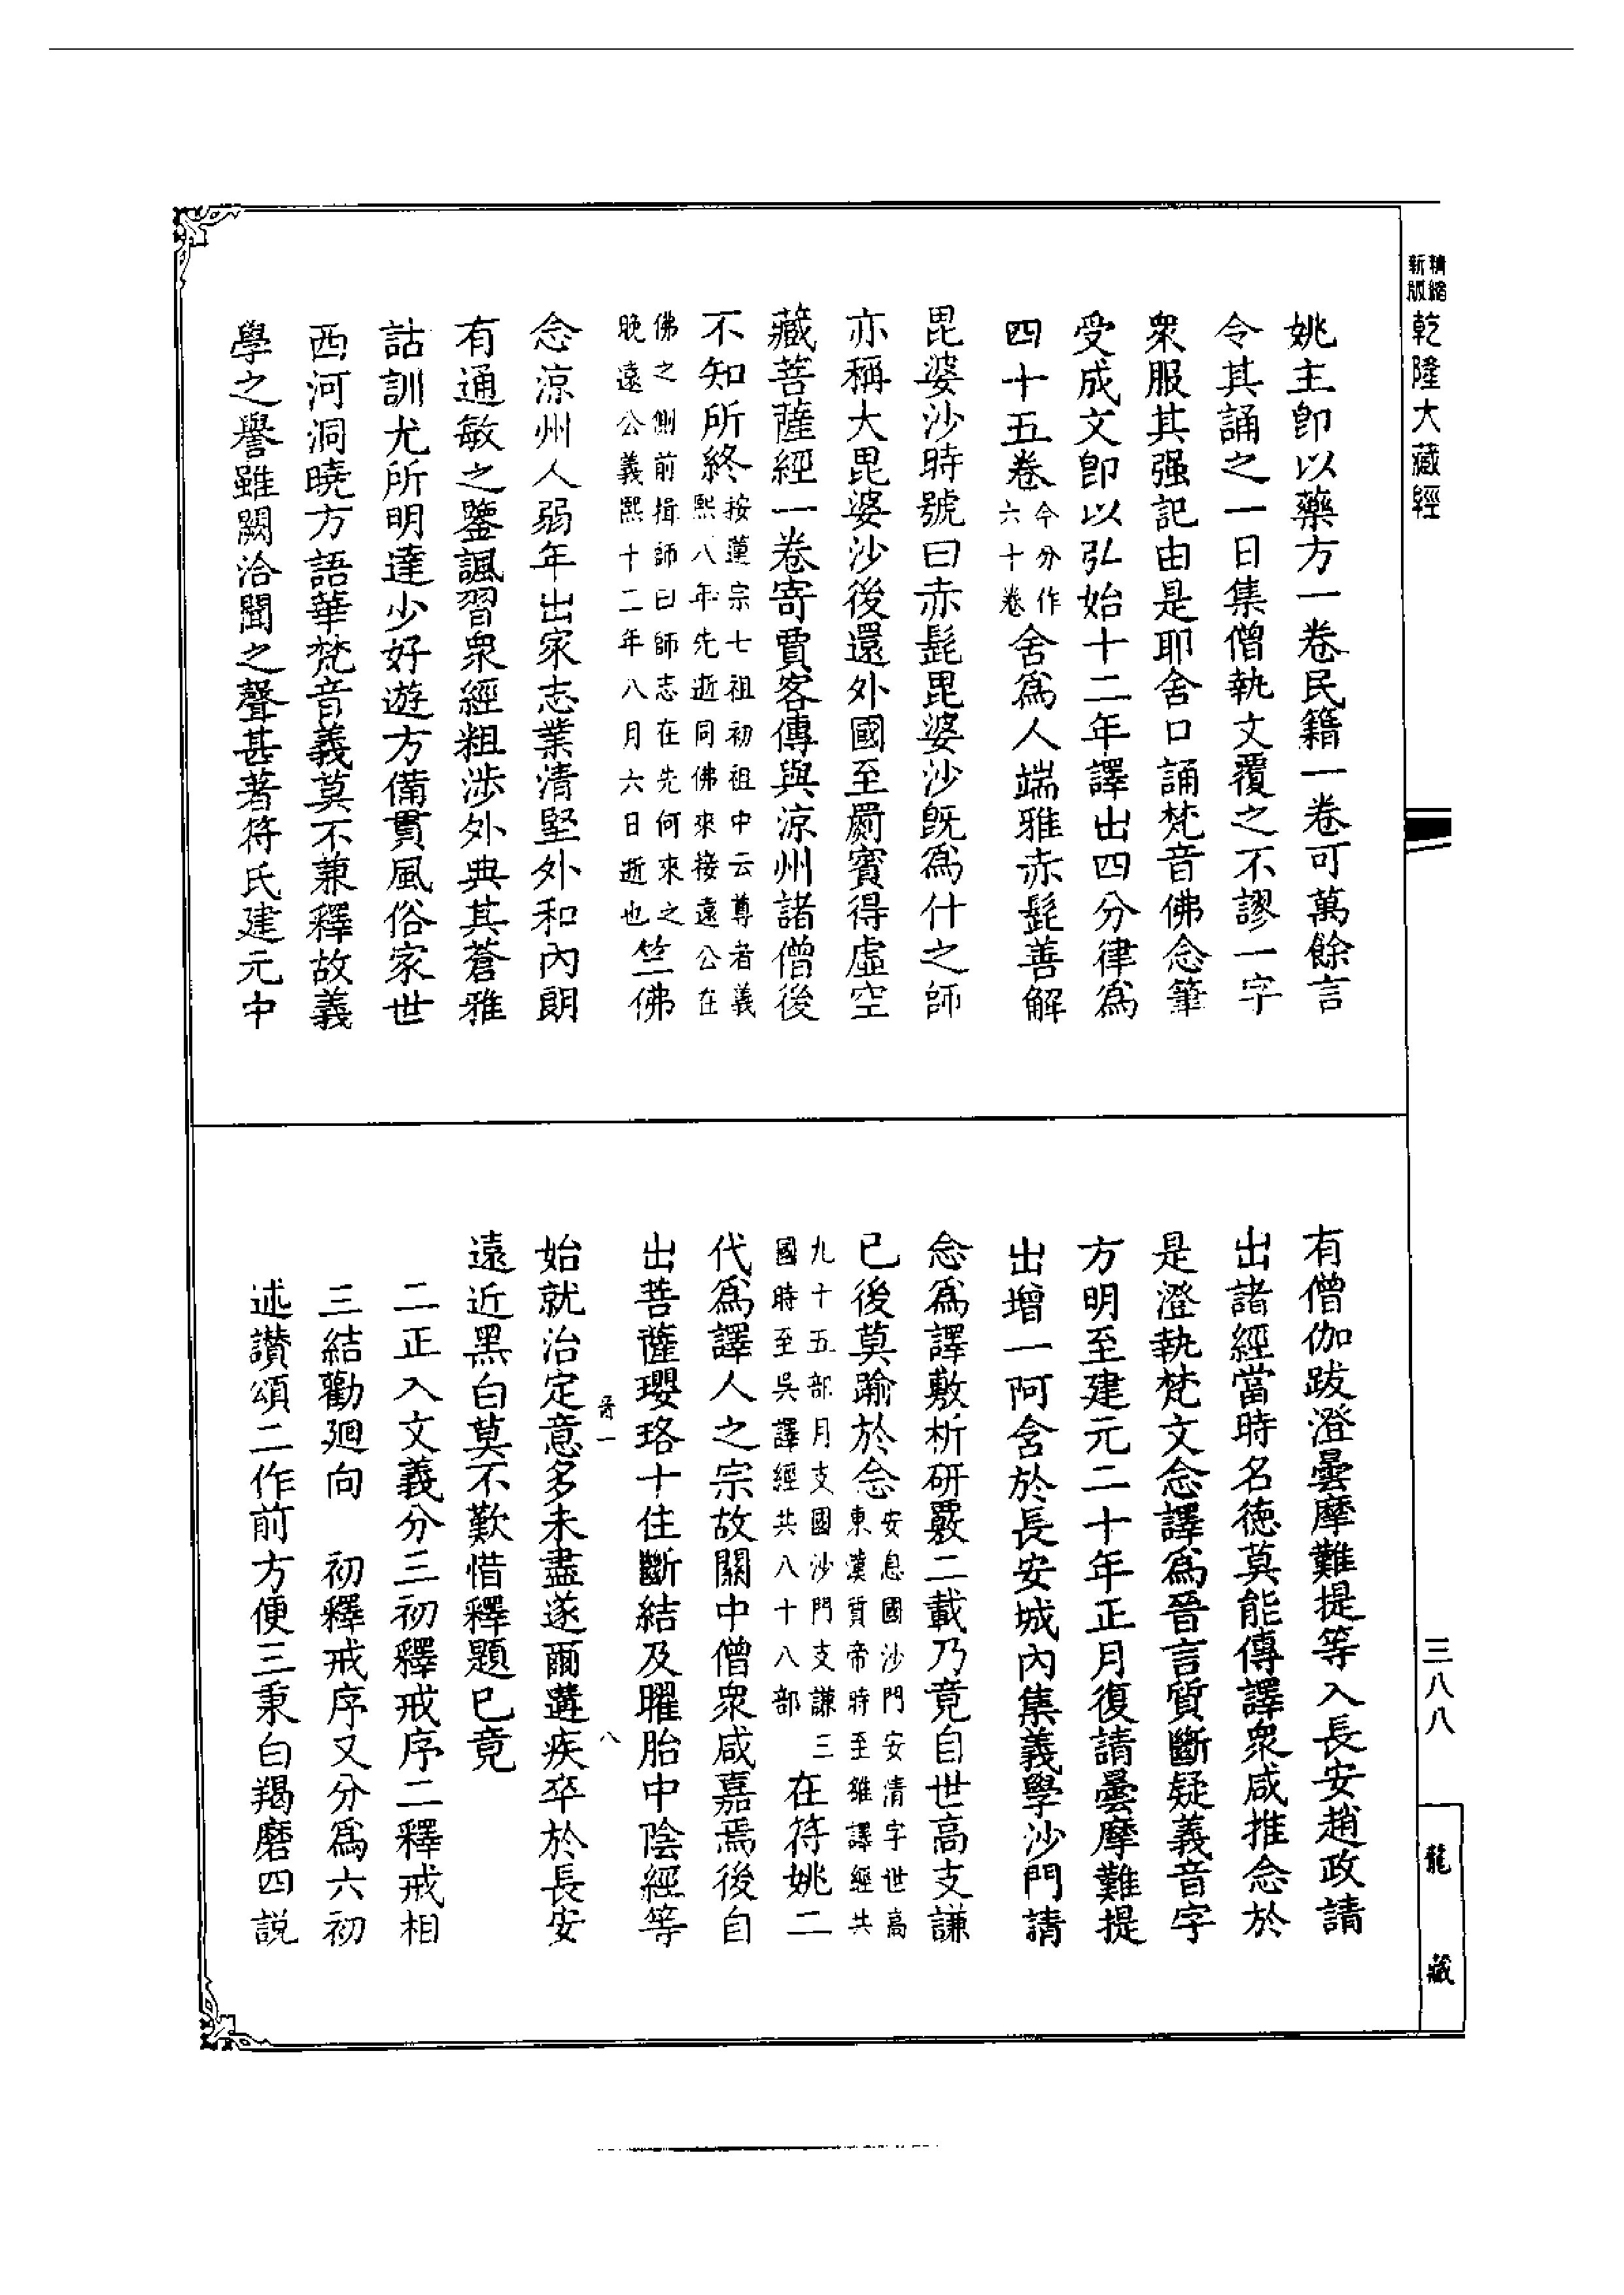 精縮新版乾隆大藏經
姚主即以藥方一卷民籍一卷可萬餘言
令其誦之一日集僧執文覆之不謬一字
衆服其强記由是耶舍口誦梵音佛念筆
受成文即以弘始十二年譯出四分律爲
四十五卷今分作六十卷舍爲人端雅赤髭善解
毘婆沙時號曰赤髭毘婆沙既爲什之師
亦稱大毘婆沙後還外國至罽賓得虛空
藏菩薩經一卷寄賈客傳與涼州諸僧後
不知所終按蓮宗七祖初祖中云尊者義熙八年先逝同佛來接遠公在
佛之側前揖師曰師志在先何來之晚遠公義熙十二年八月六日逝也竺佛
念涼州人弱年出家志業清堅外和內朗
有通敏之鑒諷習衆經粗涉外典其蒼雅
詁訓尤所明達少好遊方備貫風俗家世
西河洞曉方語華梵音義莫不兼釋故義
學之譽雖闕洽聞之聲甚著符氏建元中
有僧伽跋澄曇摩難提等入長安趙政請
出諸經當時名徳莫能傳譯衆咸推念於
是澄執梵文念譯爲晉言質斷疑義音字
方明至建元二十年正月復請曇摩難提
出增一阿含於長安城內集義學沙門請
念爲譯敷析研覈二載乃竟自世高支謙
已後莫踰於念安息國沙門安清字世高東漢質帝時至雒譯經共
九十五部月支國沙門支謙三國時至吳譯經共八十八部在符姚二
代爲譯人之宗故關中僧衆咸嘉焉後自
出菩薩瓔珞十住斷結及曜胎中陰經等
始就治定意多未盡遂爾遘疾卒於長安
遠近黑白莫不歎惜釋題已竟
二正入文義分三初釋戒序二釋戒相
三結勸廻向　初釋戒序又分爲六初
述讚頌二作前方便三秉白羯磨四説
三八八
龍藏